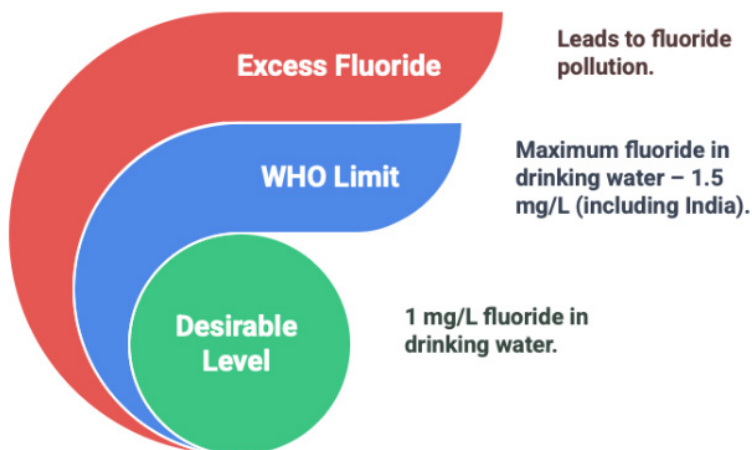 Excess Fluoride
Leads to fluoride
pollution.
WHO Limit
Maximum fluoride in
drinking water – 1.5
mg/L (including India).
Desirable
Level
1 mg/L fluoride in
drinking water.